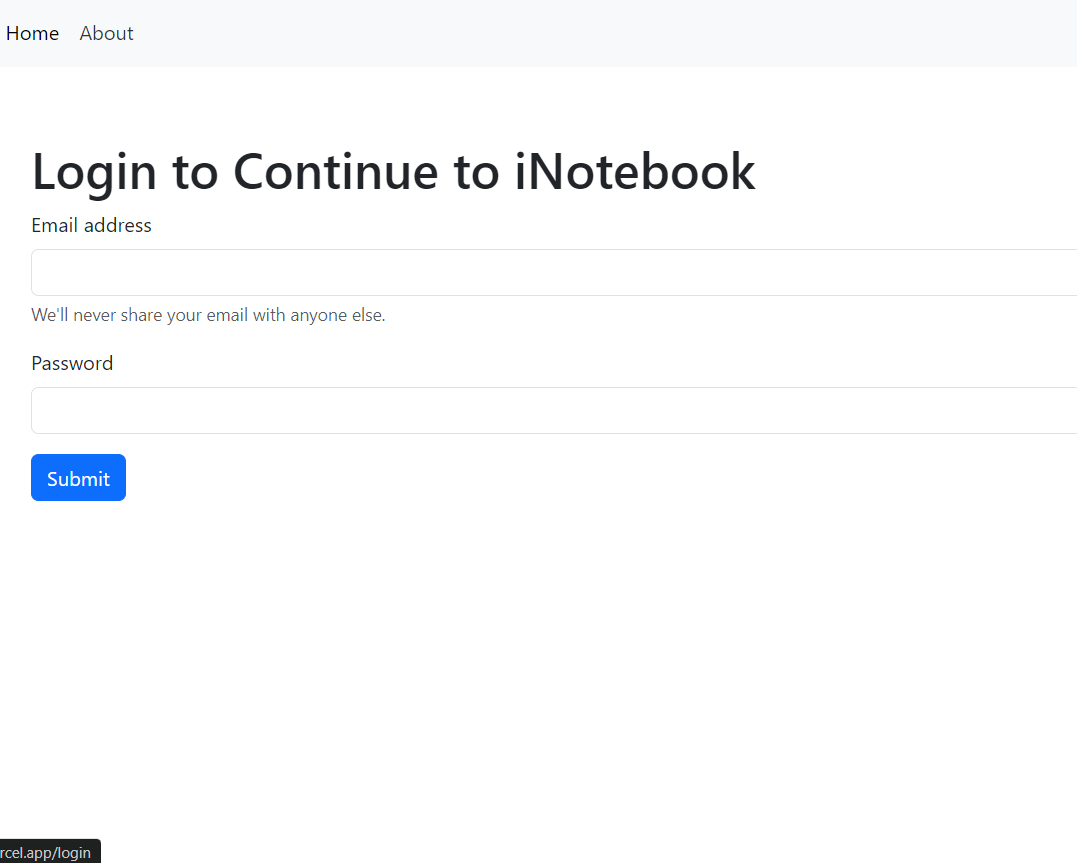 Home About
Login to Continue to iNotebook
Email address
We'll never share your email with anyone else.
Password
Submit
rcel.app/login